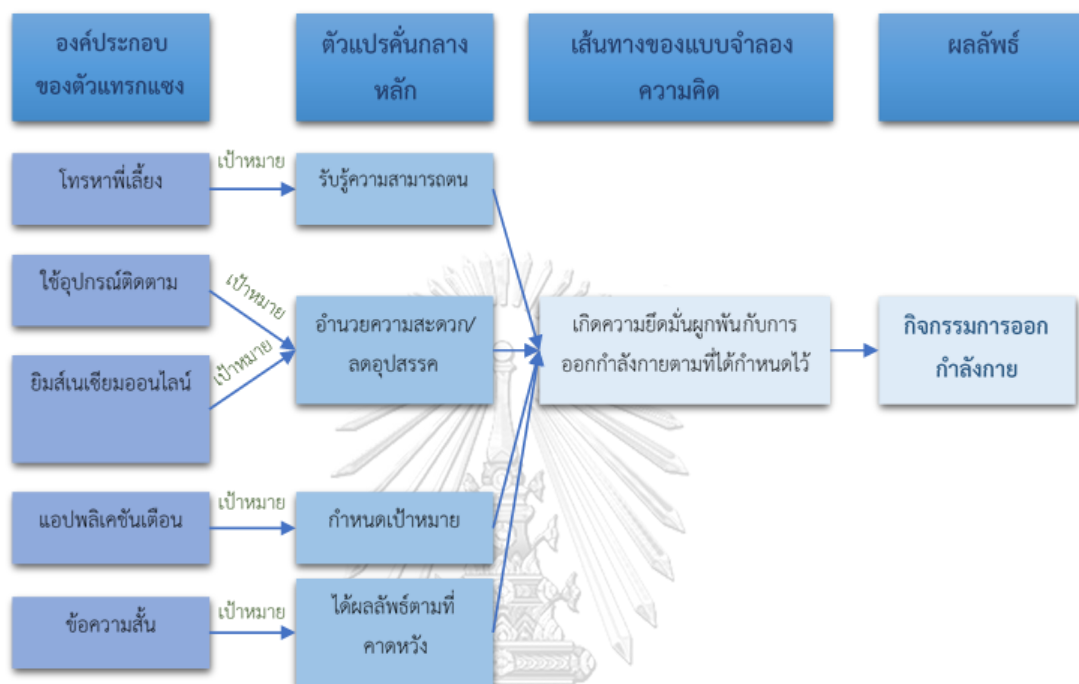 องค์ประกอบ
ของตัวแทรกแซง
ตัวแปรคั่นกลาง
หลัก
เส้นทางของแบบจำลอง
ความคิด
ผลลัพธ์
โทรหาพี่เลี้ยง
เป้าหมาย
รับรู้ความสามารถตน
ใช้อุปกรณ์ติดตาม
เป้าหมาย
อำนวยความสะดวก/
ลดอุปสรรค
ยิมส์เนเซียมออนไลน์
เป้าหมาย
เกิดความยึดมั่นผูกพันกับการ
ออกกำลังกายตามที่ได้กำหนดไว้
กิจกรรมการออก
กำลังกาย
แอปพลิเคชันเตือน
เป้าหมาย
กำหนดเป้าหมาย
ข้อความสั้น
เป้าหมาย
ได้ผลลัพธ์ตามที่
คาดหวัง